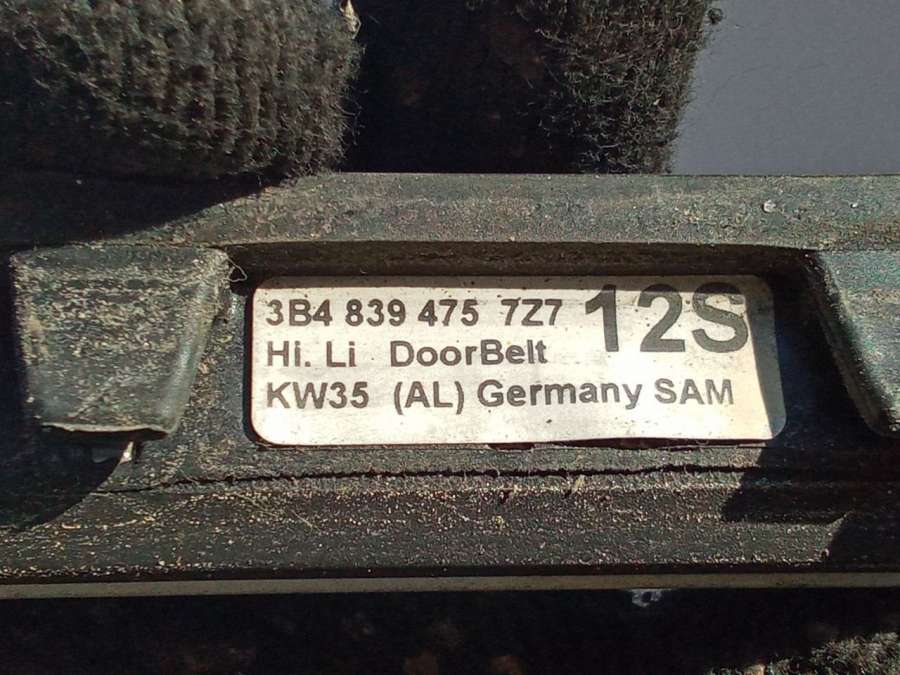 3B4 839 475 7Z7 12S
Hi. Li DoorBelt
KW35 (AL) Germany SAM